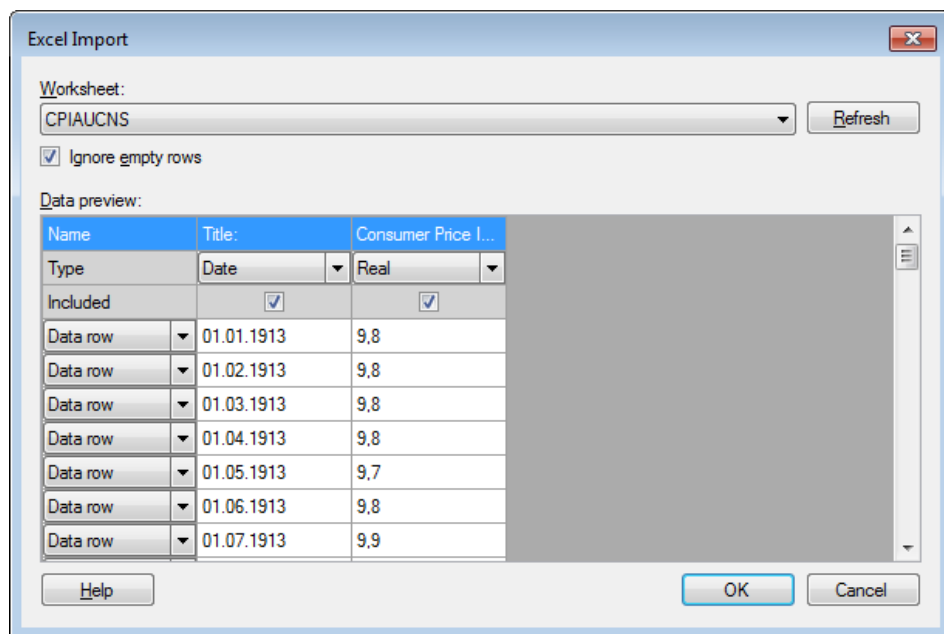 Excel Import
Worksheet:
CPIAUCNS
Refresh
Ignore empty rows
Data preview:
Name Title: Consumer Price I...
Type Date Real
Included
Data row 01.01.1913 9,8
Data row 01.02.1913 9,8
Data row 01.03.1913 9,8
Data row 01.04.1913 9,8
Data row 01.05.1913 9,7
Data row 01.06.1913 9,8
Data row 01.07.1913 9,9
Help OK Cancel